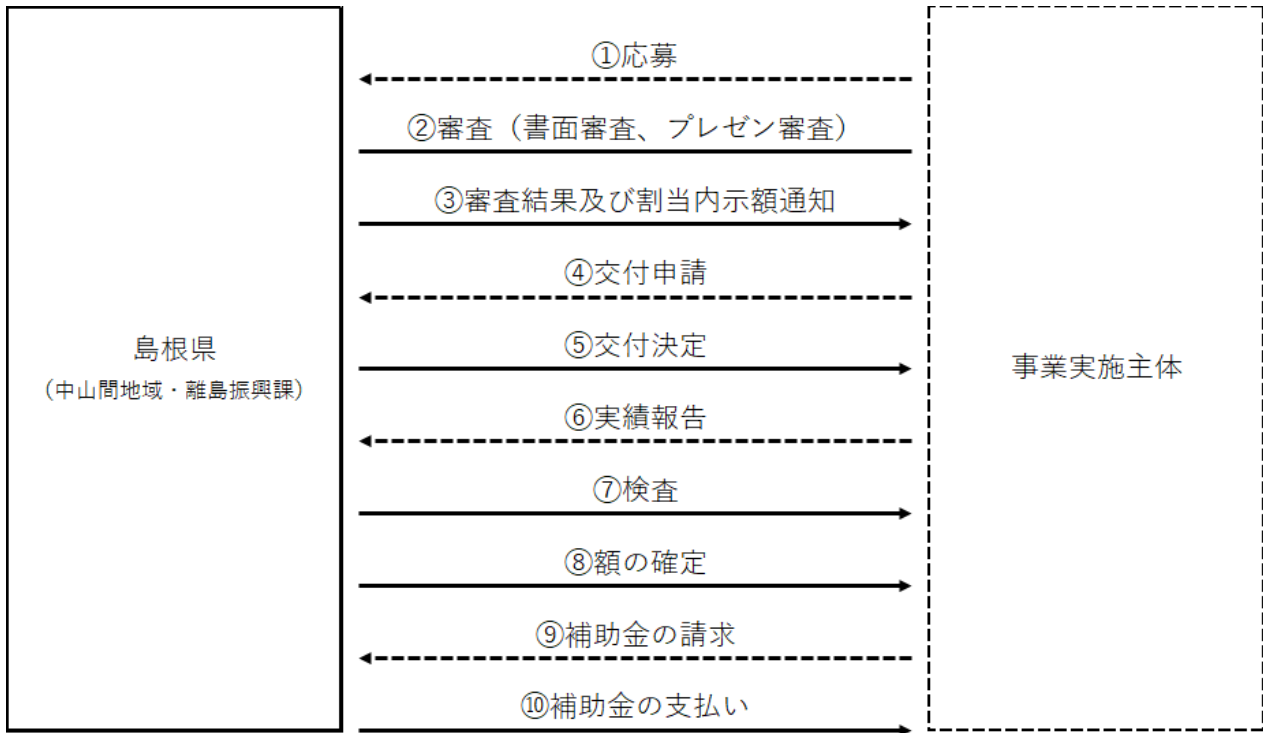 ①応募
②審査（書面審査、プレゼン審査）
③審査結果及び割当内示額通知
④交付申請
島根県
（中山間地域・離島振興課）
⑤交付決定
事業実施主体
⑥実績報告
⑦検査
⑧額の確定
⑨補助金の請求
⑩補助金の支払い